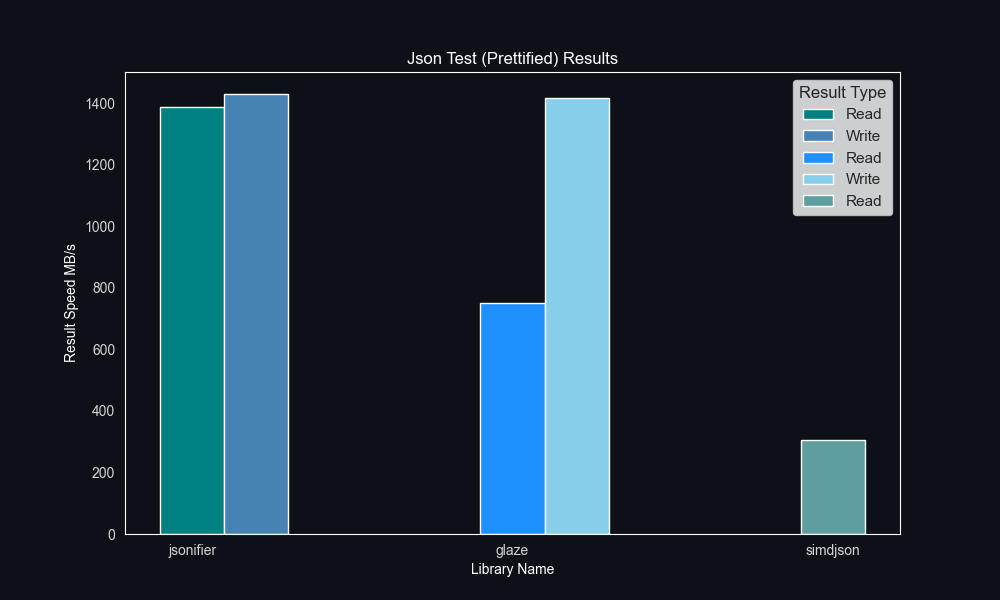 Json Test (Prettified) Results
Result Type
Read
Write
Read
Write
Read
1400
1200
1000
800
600
400
200
0
Result Speed MB/s
jsonifier
glaze
simdjson
Library Name